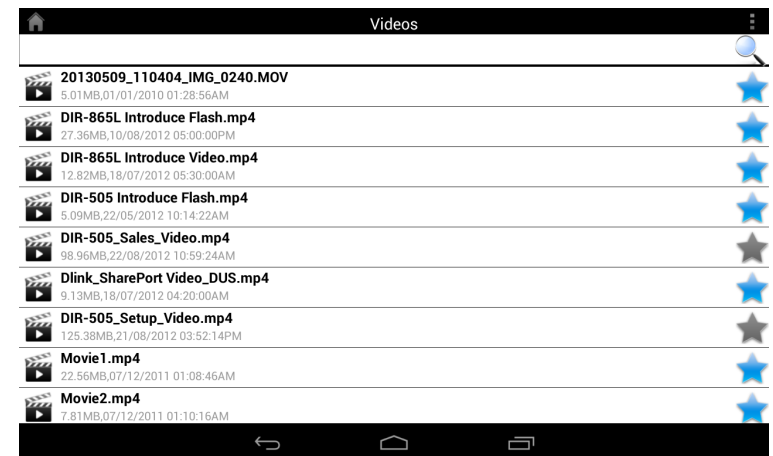 Videos
20130509_110404_IMG_0240.MOV
5.01MB,01/01/2010 01:28:56AM
DIR-865L Introduce Flash.mp4
27.36MB,10/08/2012 05:00:00PM
DIR-865L Introduce Video.mp4
12.82MB,18/07/2012 05:30:00AM
DIR-505 Introduce Flash.mp4
5.09MB,22/05/2012 10:14:22AM
DIR-505_Sales_Video.mp4
98.96MB,22/08/2012 10:59:24AM
Dlink_SharePort Video_DUS.mp4
9.13MB,18/07/2012 04:20:00AM
DIR-505_Setup_Video.mp4
125.38MB,21/08/2012 03:52:14PM
Movie1.mp4
22.56MB,07/12/2011 01:08:46AM
Movie2.mp4
7.81MB,07/12/2011 01:10:16AM